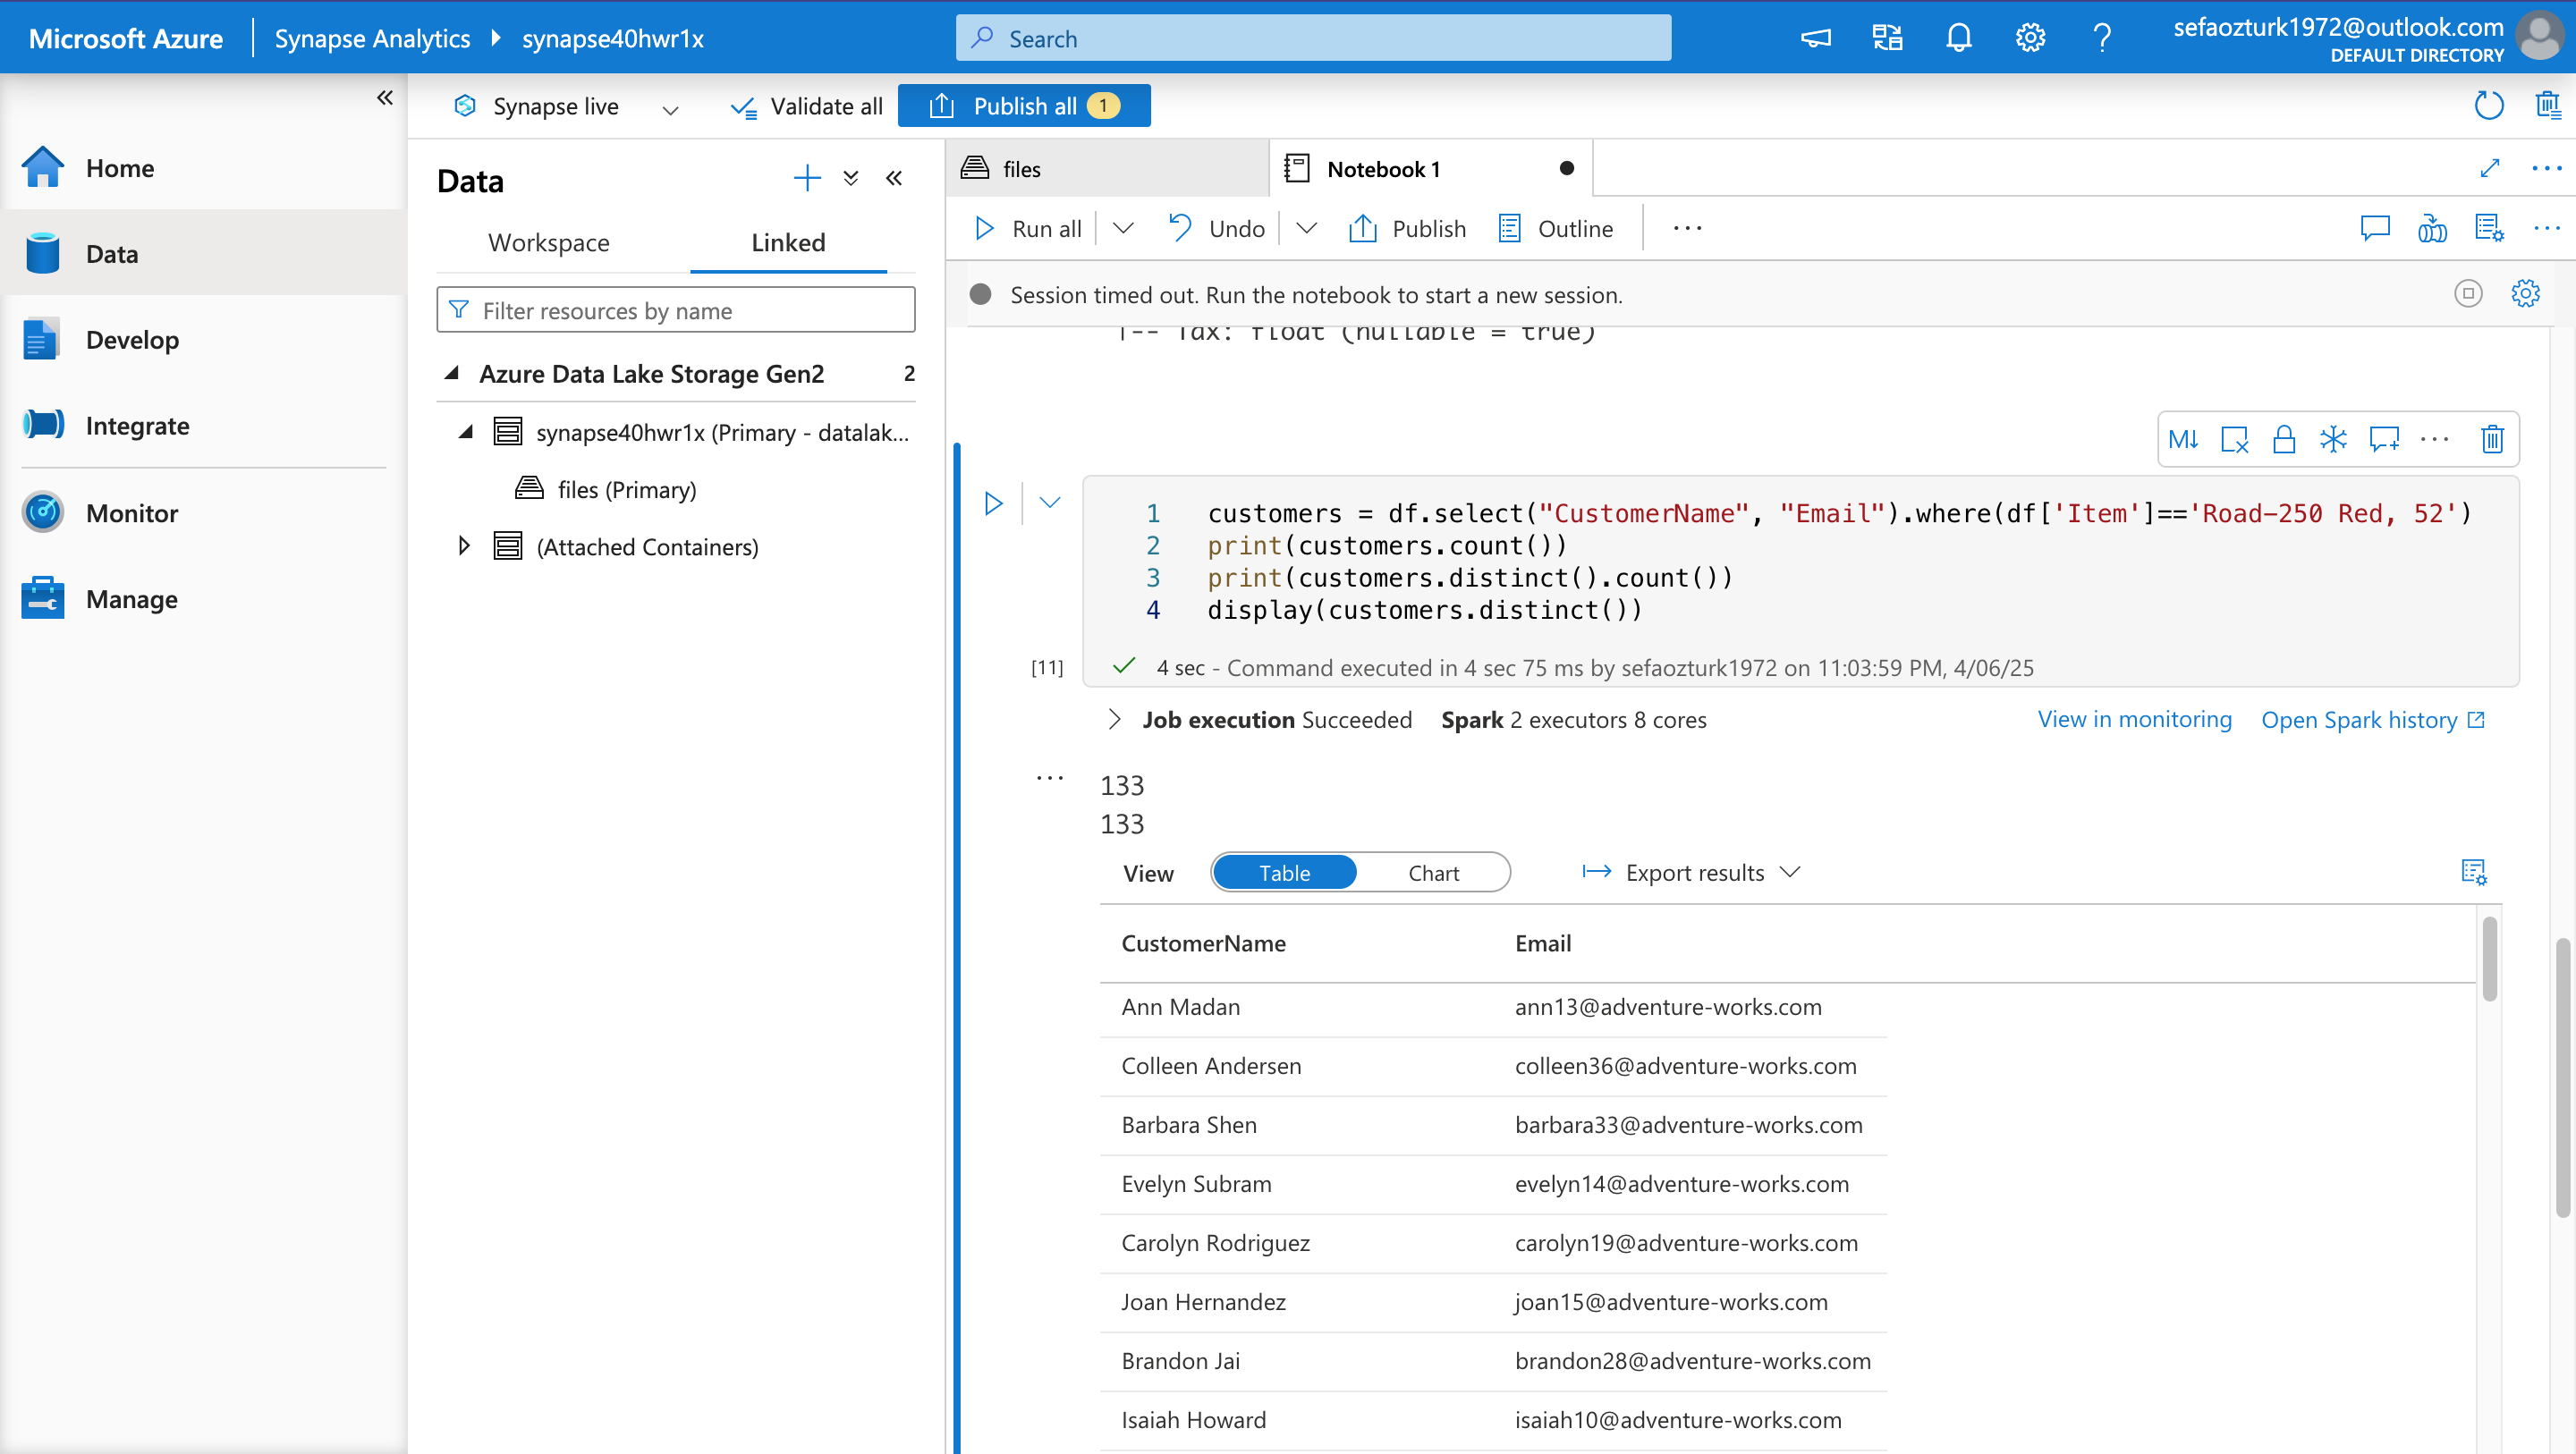 Microsoft Azure
Synapse Analytics
synapse40hwr1x
Search
sefaozturk1972@outlook.com
DEFAULT DIRECTORY
Synapse live
Validate all
Publish all 1
Home
Data
Develop
Integrate
Monitor
Manage
Data
Workspace
Linked
Filter resources by name
Azure Data Lake Storage Gen2 2
synapse40hwr1x (Primary - datalak...
files (Primary)
(Attached Containers)
files
Notebook 1
Run all
Undo
Publish
Outline
Session timed out. Run the notebook to start a new session.
|-- Tax: float (nullable = true)
M↓
1 customers = df.select("CustomerName", "Email").where(df['Item']=='Road-250 Red, 52')
2 print(customers.count())
3 print(customers.distinct().count())
4 display(customers.distinct())
[11] 4 sec - Command executed in 4 sec 75 ms by sefaozturk1972 on 11:03:59 PM, 4/06/25
Job execution Succeeded Spark 2 executors 8 cores View in monitoring Open Spark history
133
133
View Table Chart Export results
CustomerName Email
Ann Madan ann13@adventure-works.com
Colleen Andersen colleen36@adventure-works.com
Barbara Shen barbara33@adventure-works.com
Evelyn Subram evelyn14@adventure-works.com
Carolyn Rodriguez carolyn19@adventure-works.com
Joan Hernandez joan15@adventure-works.com
Brandon Jai brandon28@adventure-works.com
Isaiah Howard isaiah10@adventure-works.com